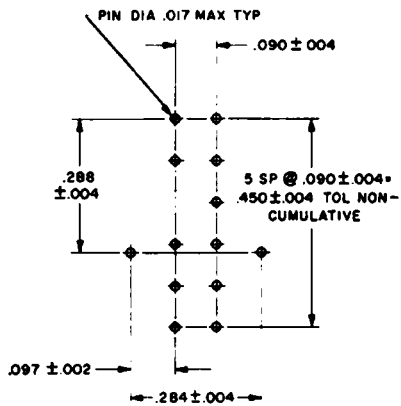 PIN DIA .017 MAX TYP
.090±.004
.288
±.004
5 SP @ .090±.004=
.450±.004 TOL NON-
CUMULATIVE
.097 ±.002
.284±.004